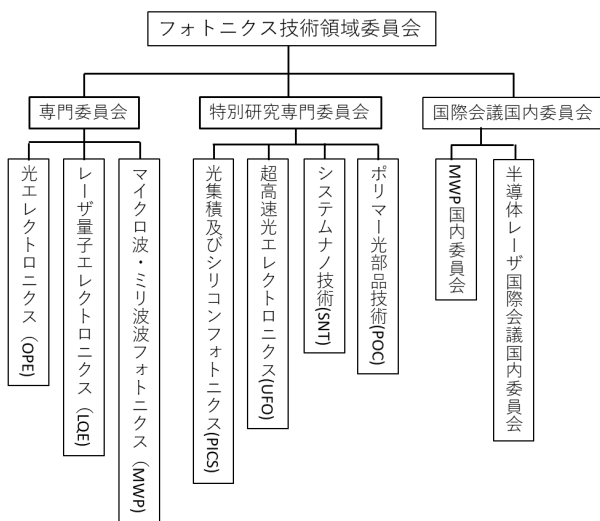 フォトニクス技術領域委員会
専門委員会
特別研究専門委員会
国際会議国内委員会
光エレクトロニクス（OPE)
レーザ量子エレクトロニクス（LQE)
マイクロ波・ミリ波波フォトニクス（MWP)
光集積及びシリコンフォトニクス(PICS)
超高速光エレクトロニクス(UFO)
システムナノ技術(SNT)
ポリマー光部品技術(POC)
MWP国内委員会
半導体レーザ国際会議国内委員会